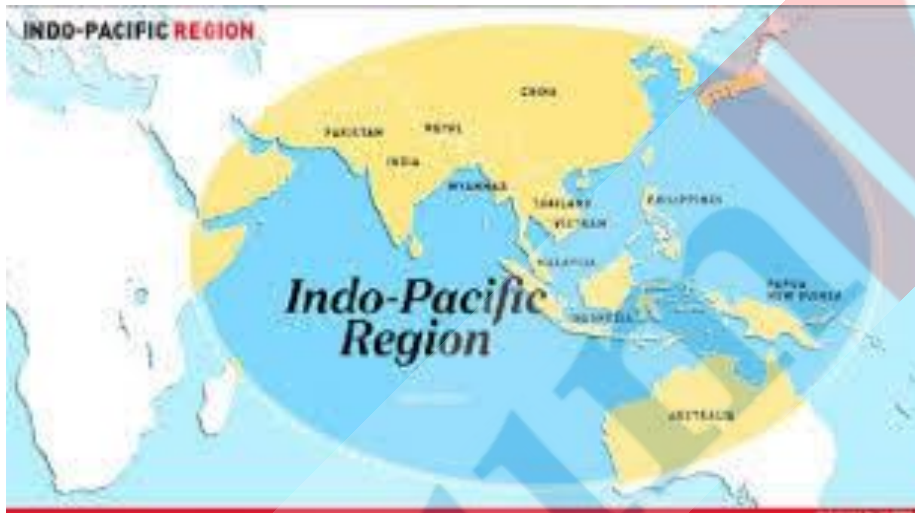 INDO-PACIFIC REGION
CHINA
PAKISTAN
NEPAL
INDIA
MYANMAR
THAILAND
PHILIPPINES
VIETNAM
MALAYSIA
PAPUA
NEW GUINEA
Indo-Pacific
Region
AUSTRALIA